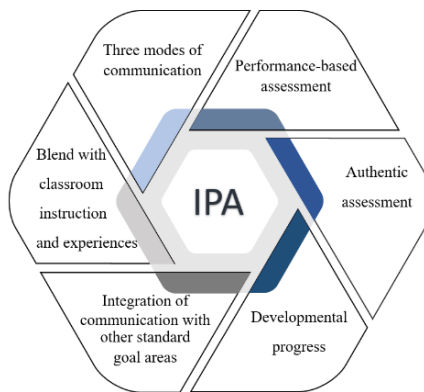 Three modes of
communication
Performance-based
assessment
Blend with
classroom
instruction
and experiences
IPA
Authentic
assessment
Integration of
communication with
other standard
goal areas
Developmental
progress